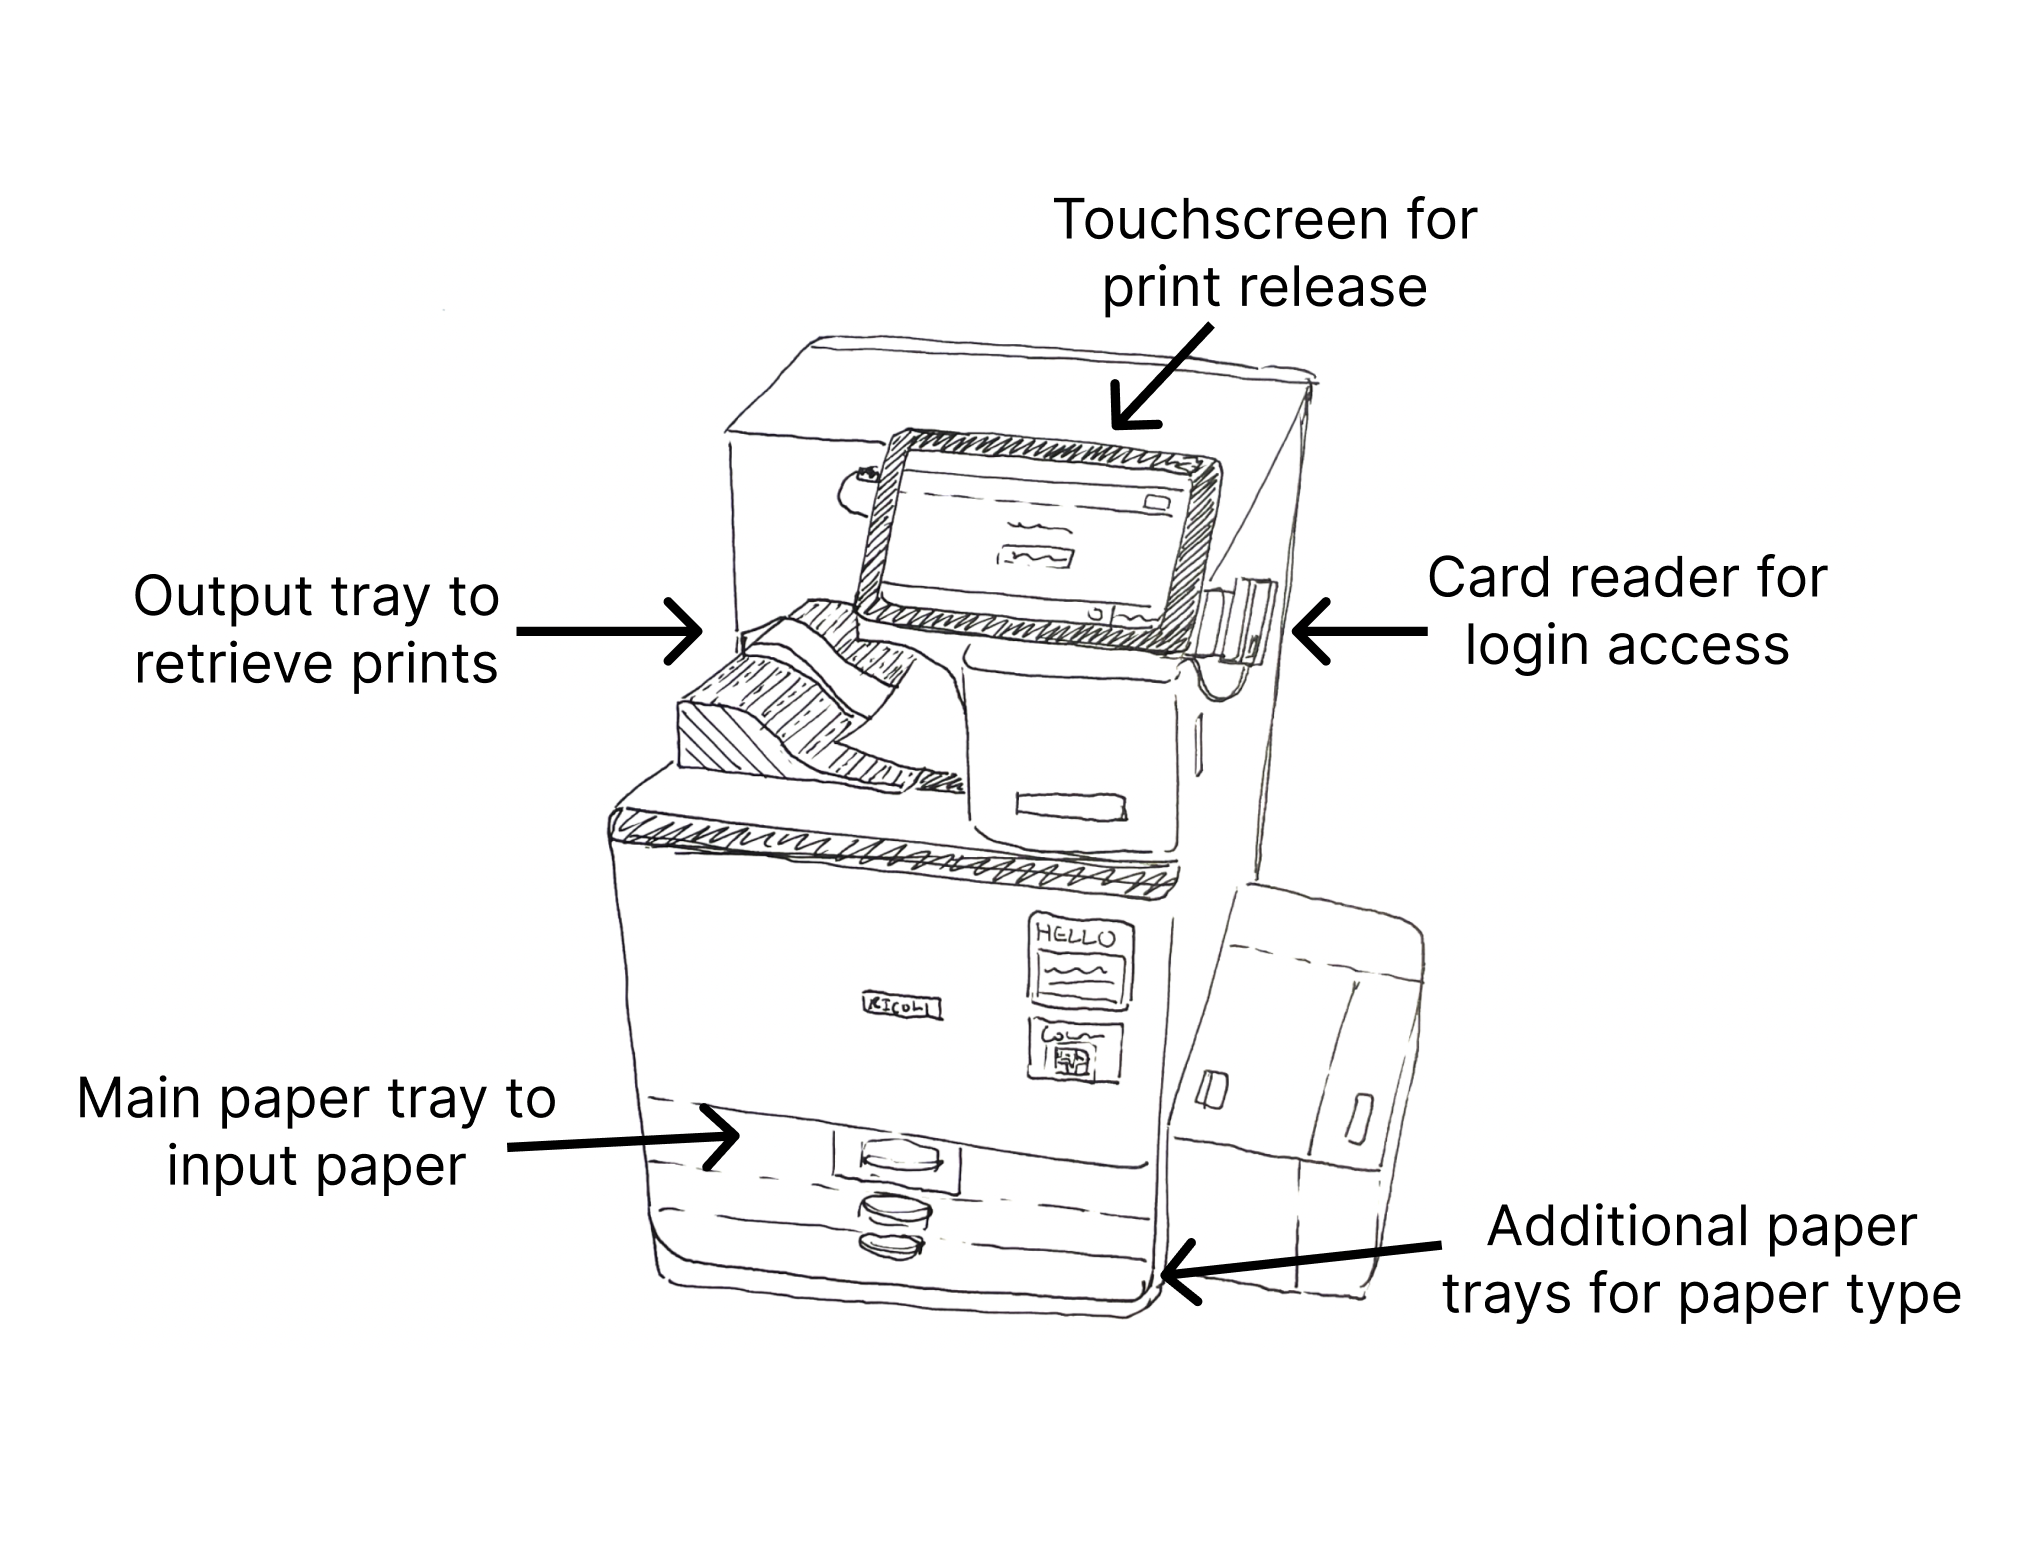 Touchscreen for
print release
Output tray to
retrieve prints
Card reader for
login access
HELLO
RICOH
Main paper tray to
input paper
Additional paper
trays for paper type